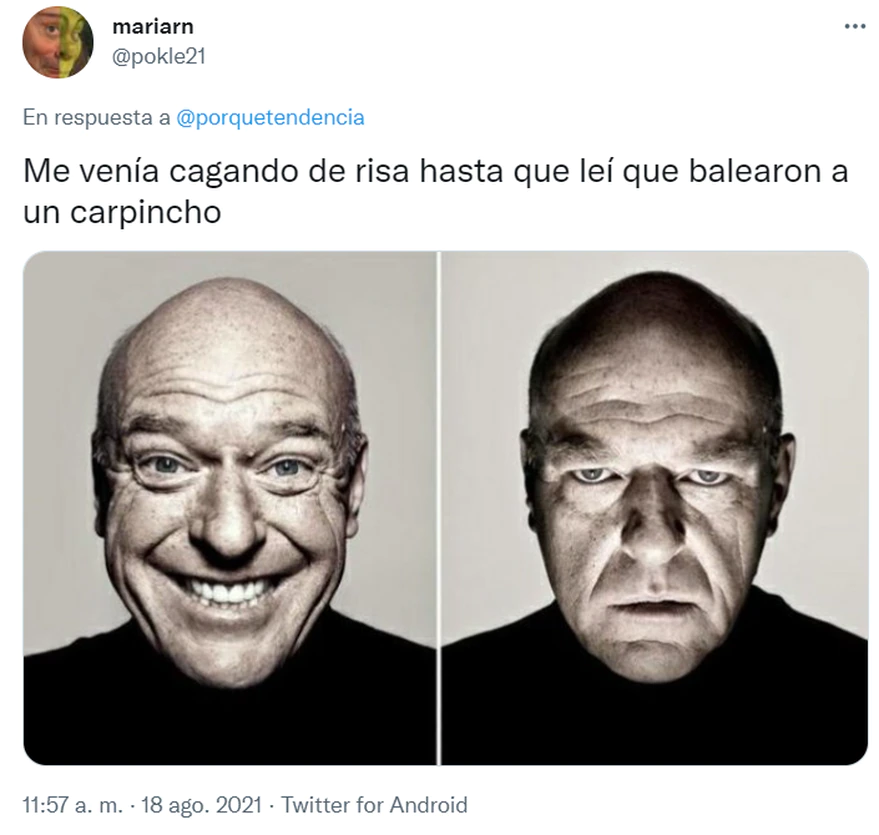 mariarn
@pokle21
En respuesta a @porquetendencia
Me venía cagando de risa hasta que leí que balearon a
un carpincho
11:57 a. m. · 18 ago. 2021 · Twitter for Android